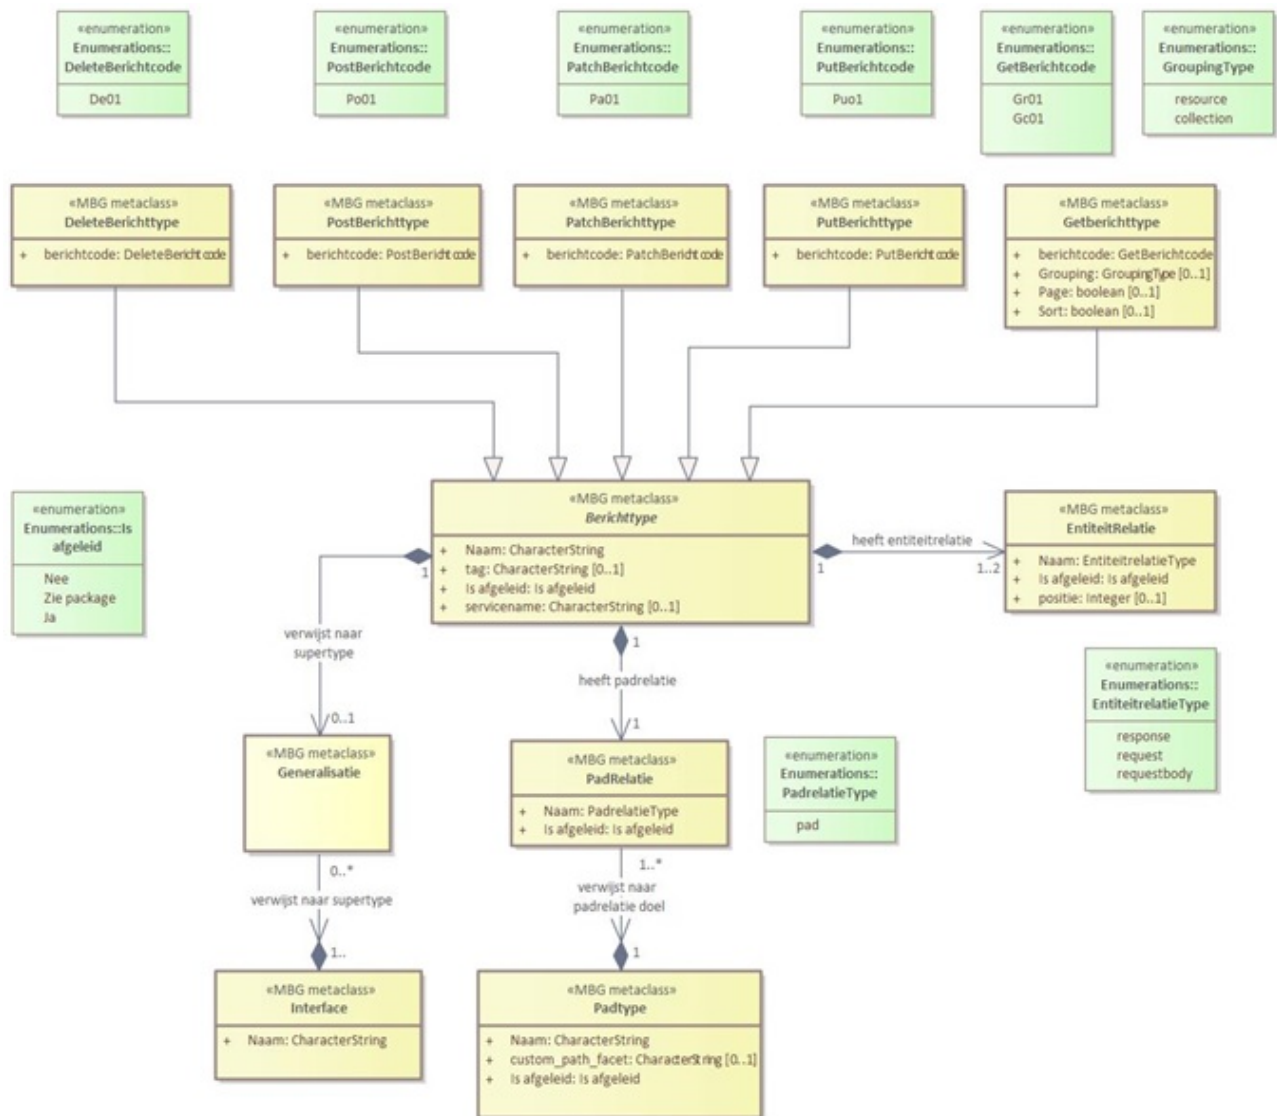 «enumeration»
Enumerations::
DeleteBerichtcode
De01
«enumeration»
Enumerations::
PostBerichtcode
Po01
«enumeration»
Enumerations::
PatchBerichtcode
Pa01
«enumeration»
Enumerations::
PutBerichtcode
Puo1
«enumeration»
Enumerations::
GetBerichtcode
Gr01
Gc01
«enumeration»
Enumerations::
GroupingType
resource
collection
«MBG metaclass»
DeleteBerichttype
+ berichtcode: DeleteBerichtcode
«MBG metaclass»
PostBerichttype
+ berichtcode: PostBerichtcode
«MBG metaclass»
PatchBerichttype
+ berichtcode: PatchBerichtcode
«MBG metaclass»
PutBerichttype
+ berichtcode: PutBerichtcode
«MBG metaclass»
Getberichttype
+ berichtcode: GetBerichtcode
+ Grouping: GroupingType [0..1]
+ Page: boolean [0..1]
+ Sort: boolean [0..1]
«enumeration»
Enumerations::Is
afgeleid
Nee
Zie package
Ja
«MBG metaclass»
Berichttype
+ Naam: CharacterString
+ tag: CharacterString [0..1]
+ Is afgeleid: Is afgeleid
+ servicename: CharacterString [0..1]
1
heeft entiteitrelatie
1..2
«MBG metaclass»
EntiteitRelatie
+ Naam: EntiteitrelatieType
+ Is afgeleid: Is afgeleid
+ positie: Integer [0..1]
1
verwijst naar
supertype
0..1
1
heeft padrelatie
1
«enumeration»
Enumerations::
EntiteitrelatieType
response
request
requestbody
«MBG metaclass»
Generalisatie
«MBG metaclass»
PadRelatie
+ Naam: PadrelatieType
+ Is afgeleid: Is afgeleid
«enumeration»
Enumerations::
PadrelatieType
pad
0..*
verwijst naar supertype
1..
1..*
verwijst naar
padrelatie doel
1
«MBG metaclass»
Interface
+ Naam: CharacterString
«MBG metaclass»
Padtype
+ Naam: CharacterString
+ custom_path_facet: CharacterString [0..1]
+ Is afgeleid: Is afgeleid